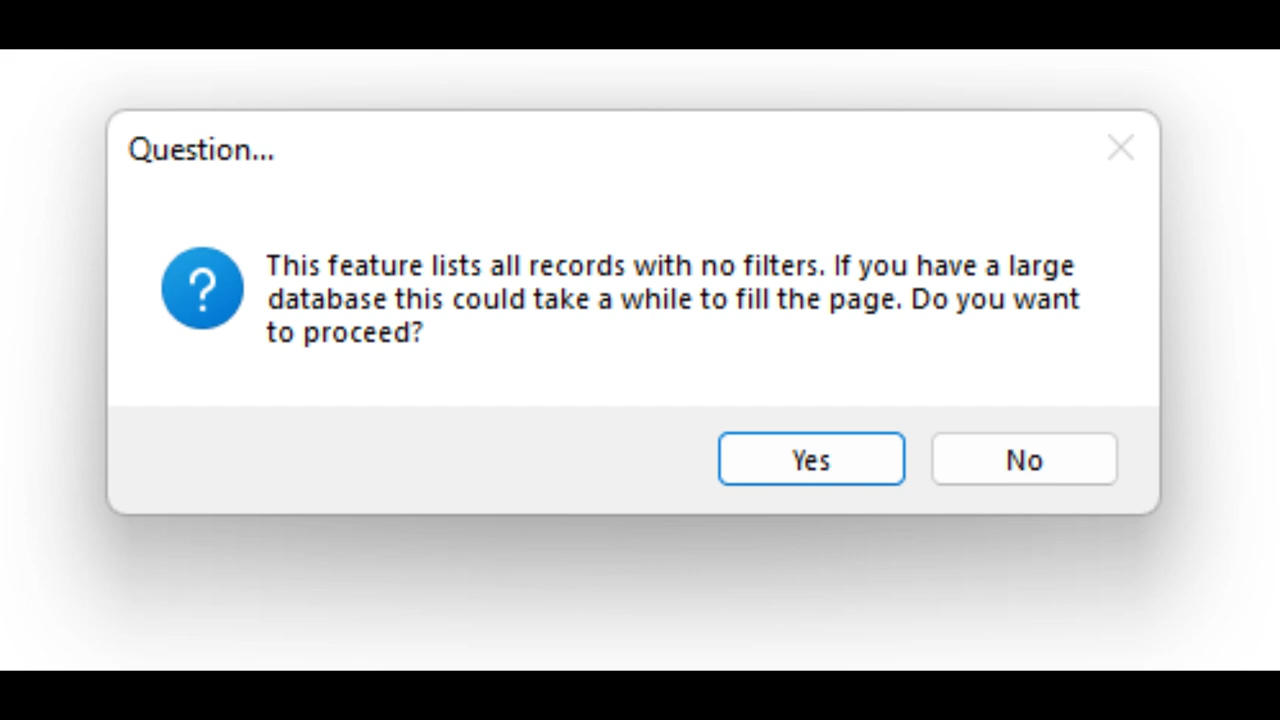 Question...
This feature lists all records with no filters. If you have a large
database this could take a while to fill the page. Do you want
to proceed?
Yes
No